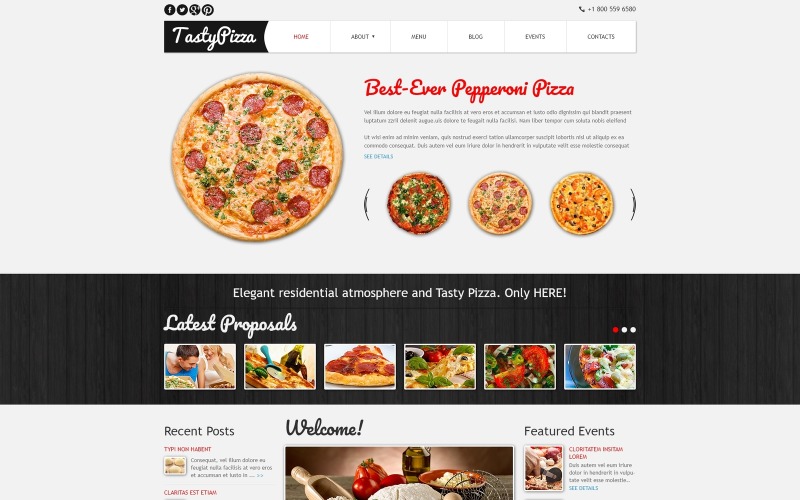 +1 800 559 6580
TastyPizza
HOME
ABOUT
MENU
BLOG
EVENTS
CONTACTS
Best-Ever Pepperoni Pizza
Vel illum dolore eu feugiat nulla facilisis at vero eros et accumsan et iusto odio dignissim qui blandit praesent
luptatum zzril delenit augue.uis dolore te feugait nulla facilisi. Nam liber tempor cum soluta nobis eleifend
Ut wisi enim ad minim veniam, quis nostrud exerci tation ullamcorper suscipit lobortis nisl ut aliquip ex ea
commodo consequat. Duis autem vel eum iriure dolor in hendrerit in vulputate velit esse molestie consequat
SEE DETAILS
Elegant residential atmosphere and Tasty Pizza. Only HERE!
Latest Proposals
Recent Posts
TYPI NON HABENT
Consequat, vel illum dolore eu
feugiat nulla facilisis at vero eros
et accumsan et iusto in ... >>
CLARITAS EST ETIAM
Welcome!
Featured Events
CLORITATEM INSITAM
LOREM
Duis autem vel eum iriure
dolor in hendrerit in
vulputate velit esse
SEE DETAILS